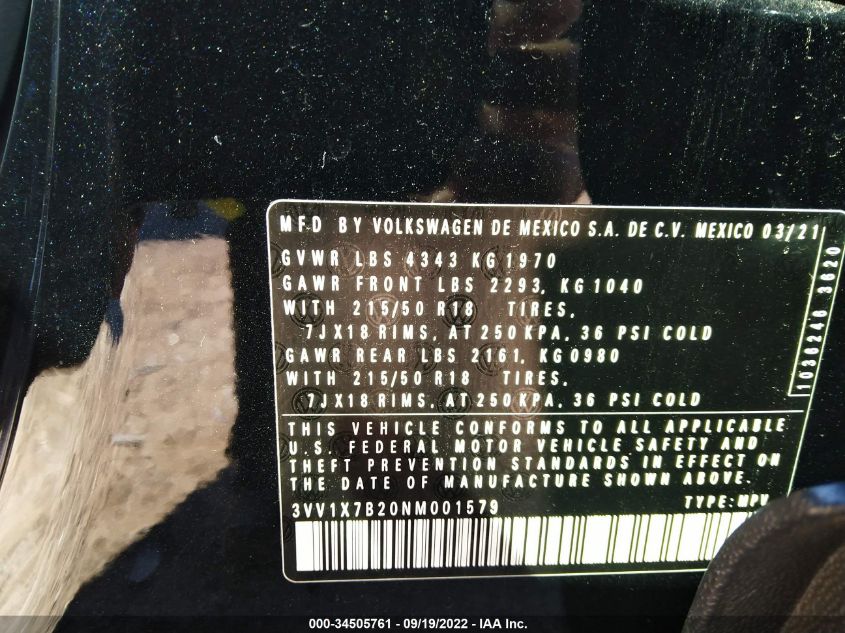 MFD BY VOLKSWAGEN DE MEXICO S.A. DE C.V. MEXICO 03/21
GVWR LBS 4343 KG 1970
GAWR FRONT LBS 2293, KG 1040
WITH 215/50 R18 TIRES,
7JX18 RIMS, AT 250 KPA, 36 PSI COLD
GAWR REAR LBS 2161, KG 0980
WITH 215/50 R18 TIRES,
7JX18 RIMS, AT 250 KPA, 36 PSI COLD
1036246 3620
THIS VEHICLE CONFORMS TO ALL APPLICABLE
U.S. FEDERAL MOTOR VEHICLE SAFETY AND
THEFT PREVENTION STANDARDS IN EFFECT ON
THE DATE OF MANUFACTURE SHOWN ABOVE.
3VV1X7B20NM001579 TYPE: MPV
000-34505761 - 09/19/2022 - IAA Inc.